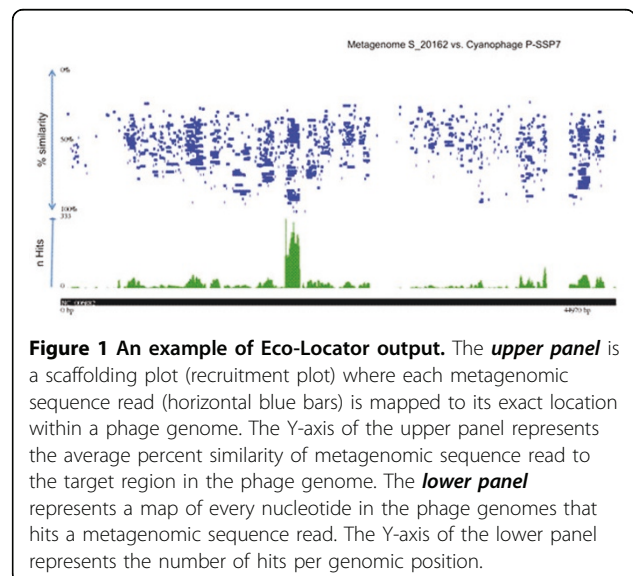 Metagenome S_20162 vs. Cyanophage P-SSP7
0%
% similarity
50%
100%
333
n Hits
0
0 bp
44970 bp
Figure 1 An example of Eco-Locator output. The upper panel is
a scaffolding plot (recruitment plot) where each metagenomic
sequence read (horizontal blue bars) is mapped to its exact location
within a phage genome. The Y-axis of the upper panel represents
the average percent similarity of metagenomic sequence read to
the target region in the phage genome. The lower panel
represents a map of every nucleotide in the phage genomes that
hits a metagenomic sequence read. The Y-axis of the lower panel
represents the number of hits per genomic position.